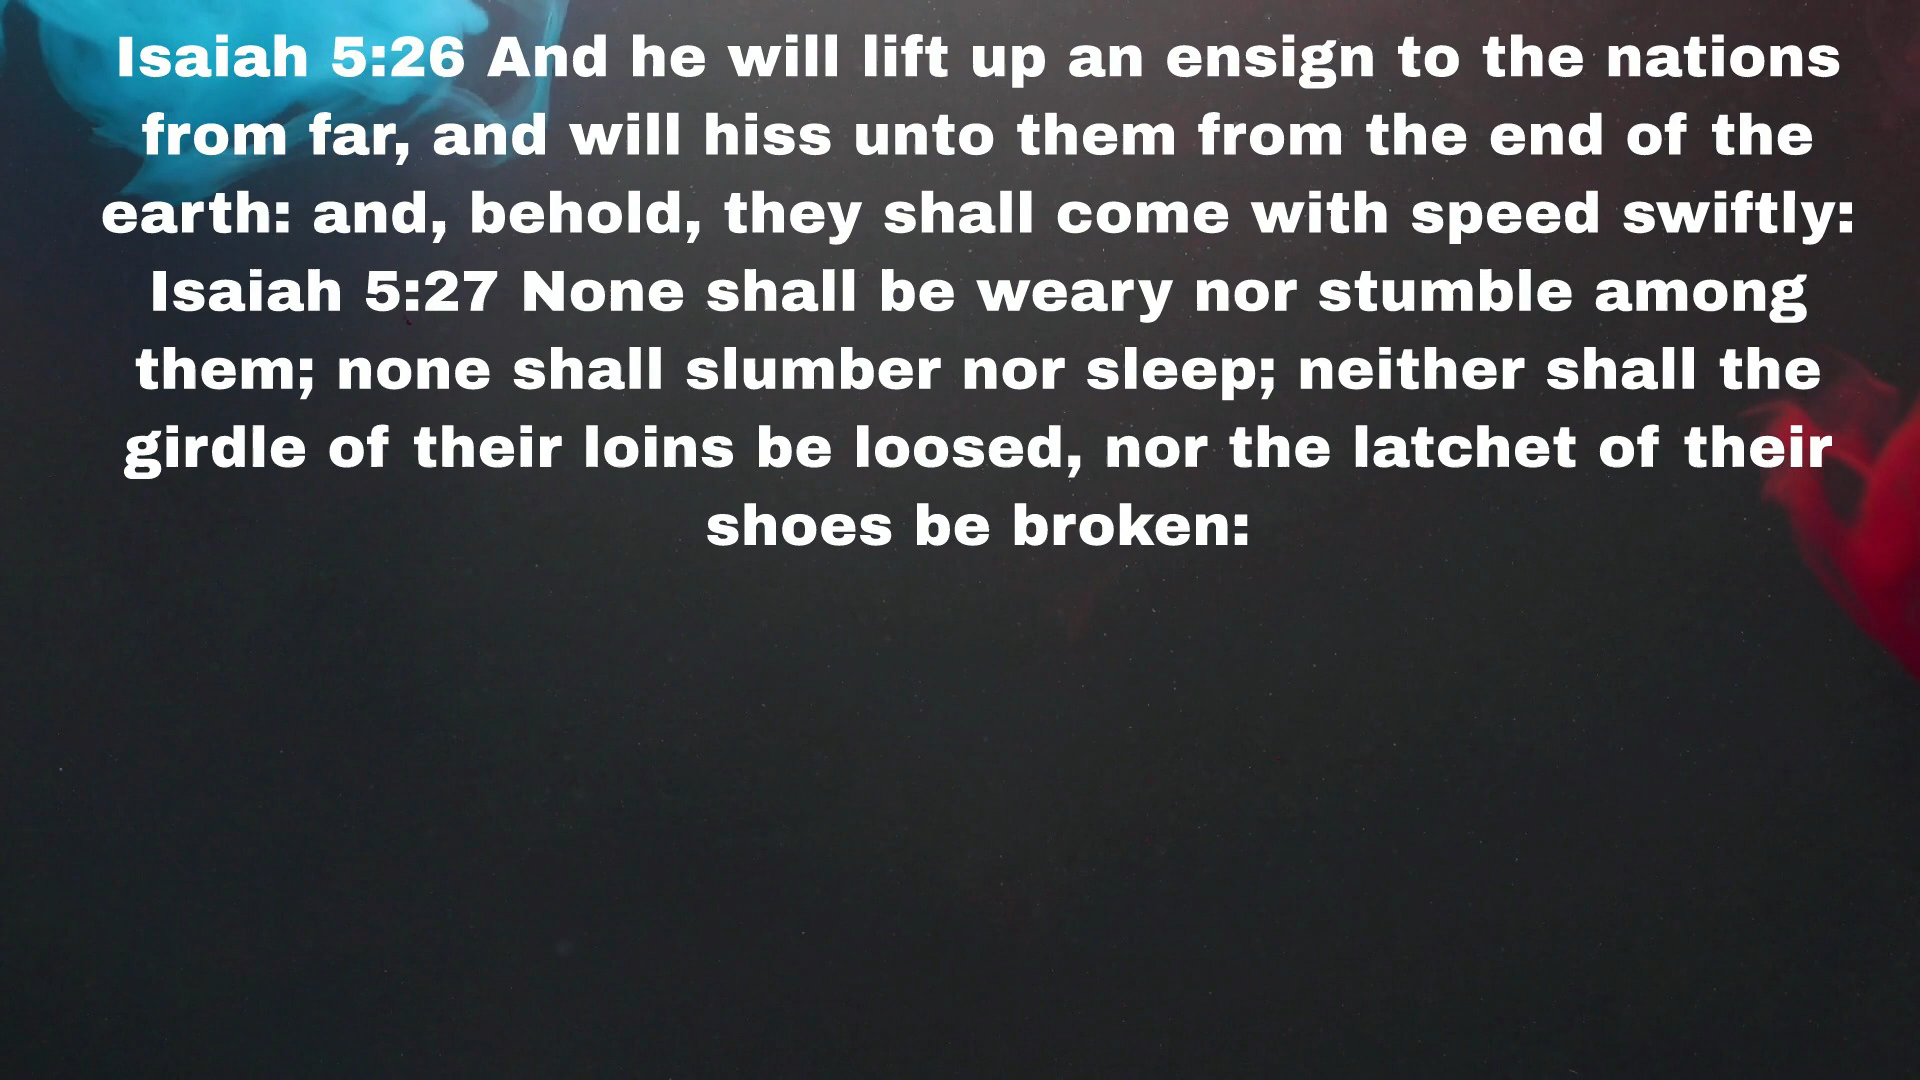 Isaiah 5:26 And he will lift up an ensign to the nations
from far, and will hiss unto them from the end of the
earth: and, behold, they shall come with speed swiftly:
Isaiah 5:27 None shall be weary nor stumble among
them; none shall slumber nor sleep; neither shall the
girdle of their loins be loosed, nor the latchet of their
shoes be broken: